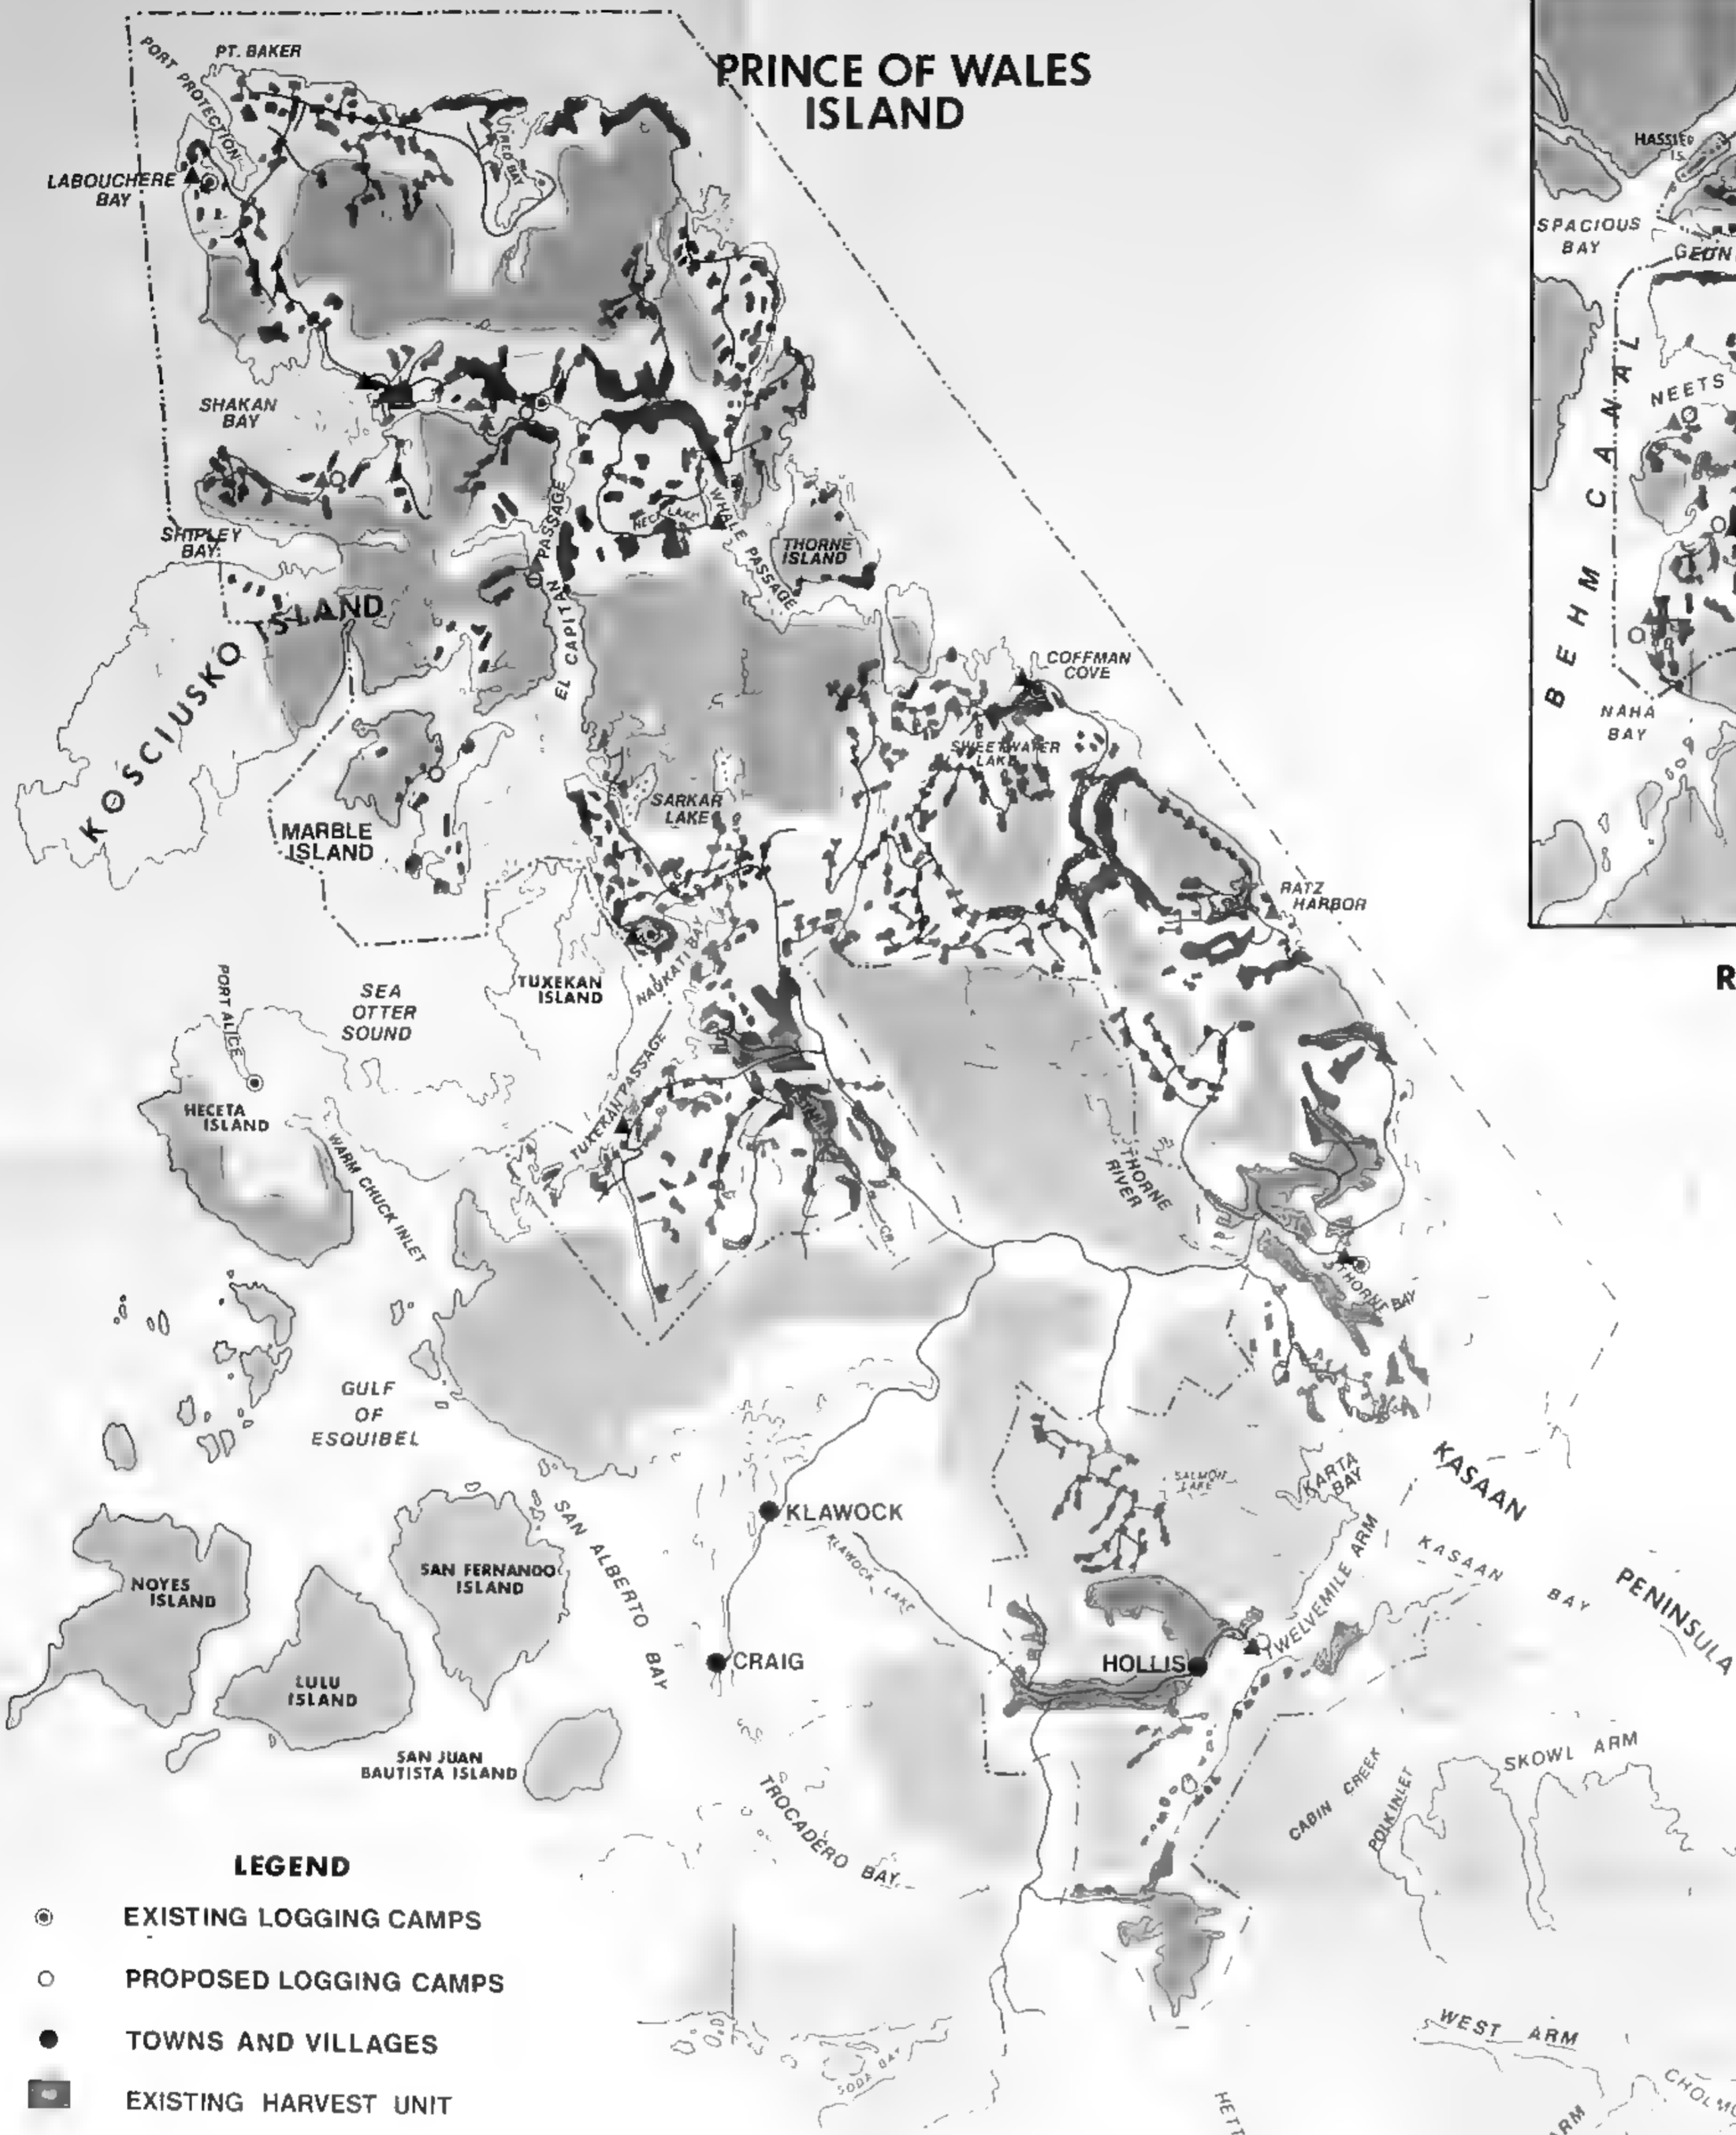 PRINCE OF WALES
ISLAND
PT. BAKER
PORT PROTECTION
RED BAY
LABOUCHERE
BAY
SHAKAN
BAY
SHIPLEY
BAY
KOSCIUSKO ISLAND
EL CAPITAN PASSAGE
NECK LAKE
WHALE PASSAGE
THORNE
ISLAND
COFFMAN
COVE
SWEETWATER
LAKE
SARKAR
LAKE
MARBLE
ISLAND
RATZ
HARBOR
TUXEKAN
ISLAND
NAUKATI BAY
SEA
OTTER
SOUND
PORT ALICE
HECETA
ISLAND
TUXEKAN PASSAGE
WARM CHUCK INLET
CR.
THORNE
RIVER
THORNE BAY
GULF
OF
ESQUIBEL
KARTA
BAY
SALMON
LAKE
KASAAN
PENINSULA
KASAAN
BAY
KLAWOCK
KLAWOCK LAKE
SAN ALBERTO BAY
NOYES
ISLAND
SAN FERNANDO
ISLAND
LULU
ISLAND
CRAIG
HOLLIS
WELVEMILE ARM
SAN JUAN
BAUTISTA ISLAND
TROCADERO BAY
CABIN CREEK
POLK INLET
SKOWL ARM
WEST ARM
CHOLMO
ARM
HETT
SODA BAY
HASSLER
IS.
SPACIOUS
BAY
GEDN
BEHM CANAL
NEETS
NAHA
BAY
R
LEGEND
EXISTING LOGGING CAMPS
PROPOSED LOGGING CAMPS
TOWNS AND VILLAGES
EXISTING HARVEST UNIT